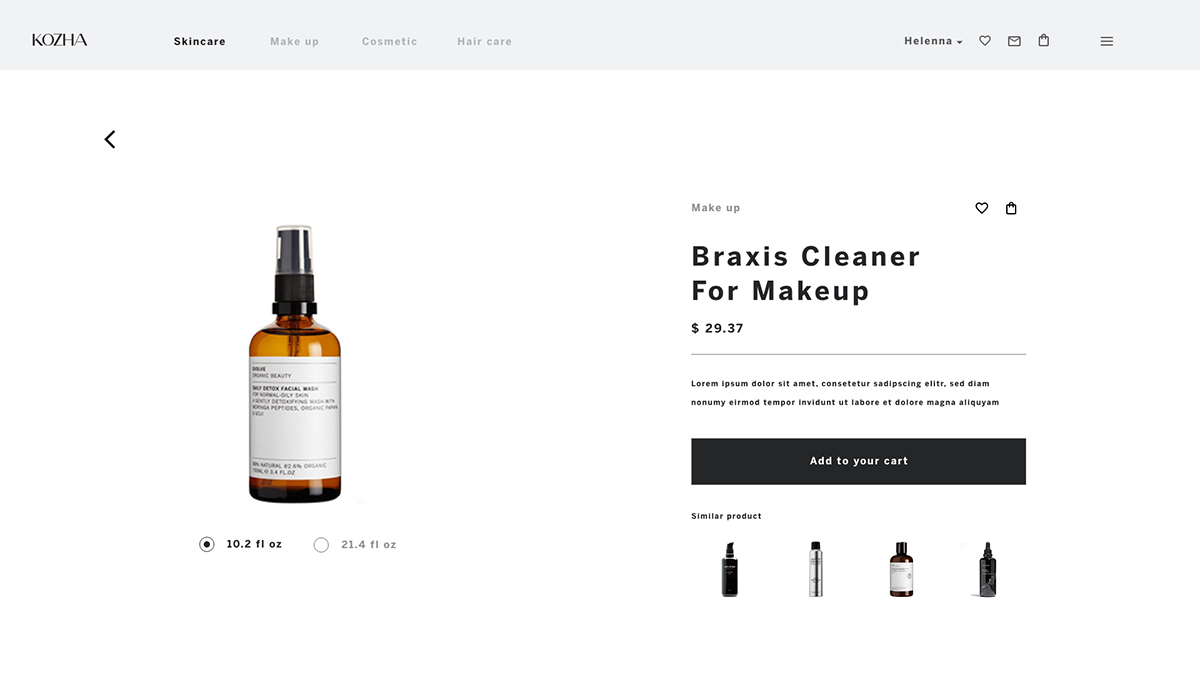 KOZHA
Skincare
Make up
Cosmetic
Hair care
Helenna
Make up
Braxis Cleaner
For Makeup
$ 29.37
Lorem ipsum dolor sit amet, consetetur sadipscing elitr, sed diam
nonumy eirmod tempor invidunt ut labore et dolore magna aliquyam
Add to your cart
Similar product
EVOLVE
ORGANIC BEAUTY
DAILY DETOX FACIAL WASH
FOR NORMAL-OILY SKIN
A GENTLY DETOXIFYING WASH WITH
MORINGA PEPTIDES, ORGANIC PAPAYA
& GOJI
NATURAL 82.6% ORGANIC
100ML 3.4 FL.OZ
10.2 fl oz
21.4 fl oz